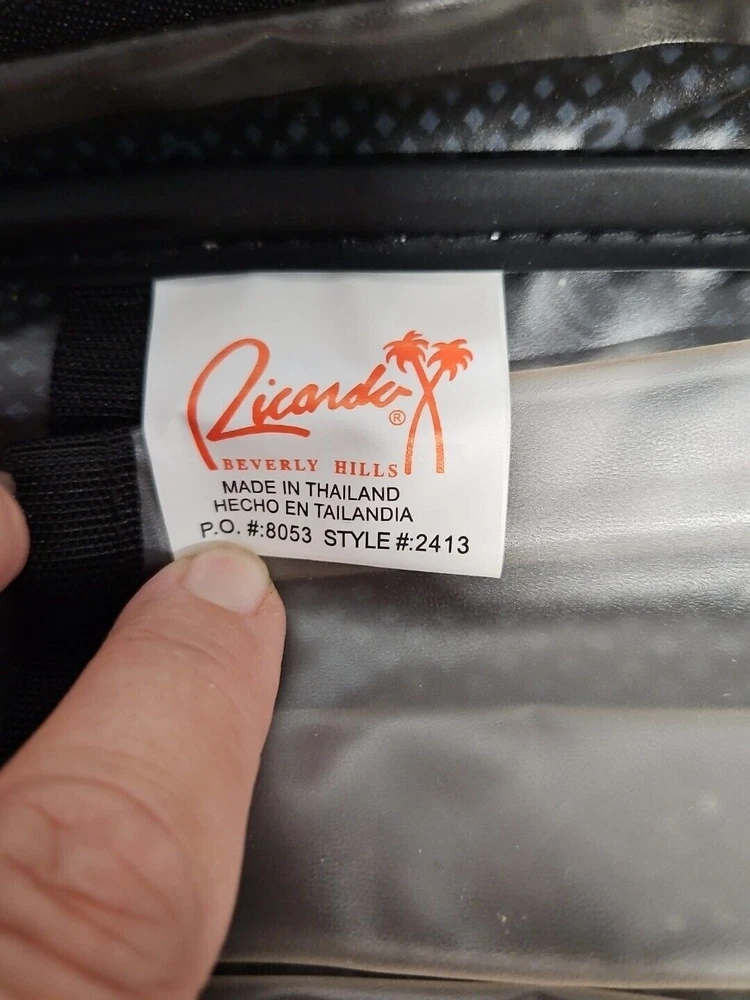 Ricardo®
BEVERLY HILLS
MADE IN THAILAND
HECHO EN TAILANDIA
P.O. #:8053 STYLE #:2413